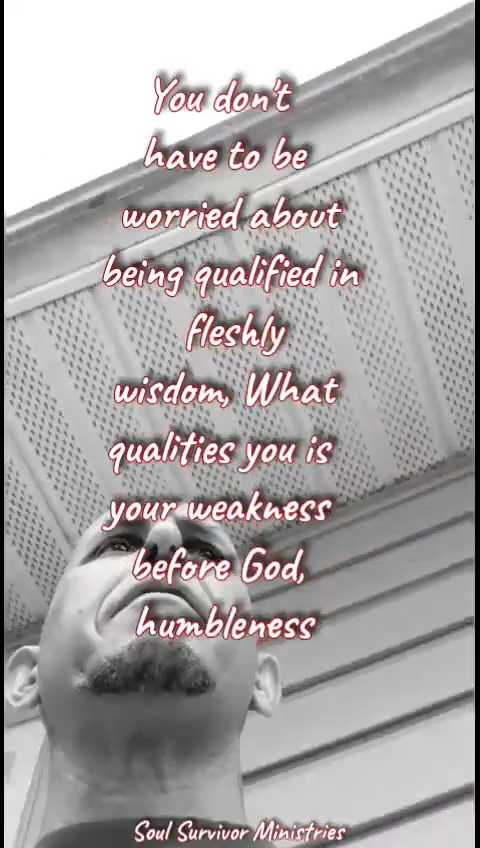 You don't
have to be
worried about
being qualified in
fleshly
wisdom, What
qualities you is
your weakness
before God,
humbleness
Soul Survivor Ministries